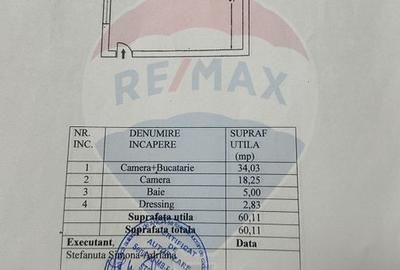 RE/MAX
NR. INC. DENUMIRE INCAPERE SUPRAF UTILA (mp)
1 Camera+Bucatarie 34,03
2 Camera 18,25
3 Baie 5,00
4 Dressing 2,83
Suprafata utila 60,11
Suprafata totala 60,11
Executant, Data
Stefanuta Simona Adriana
CERTIFICAT
DE